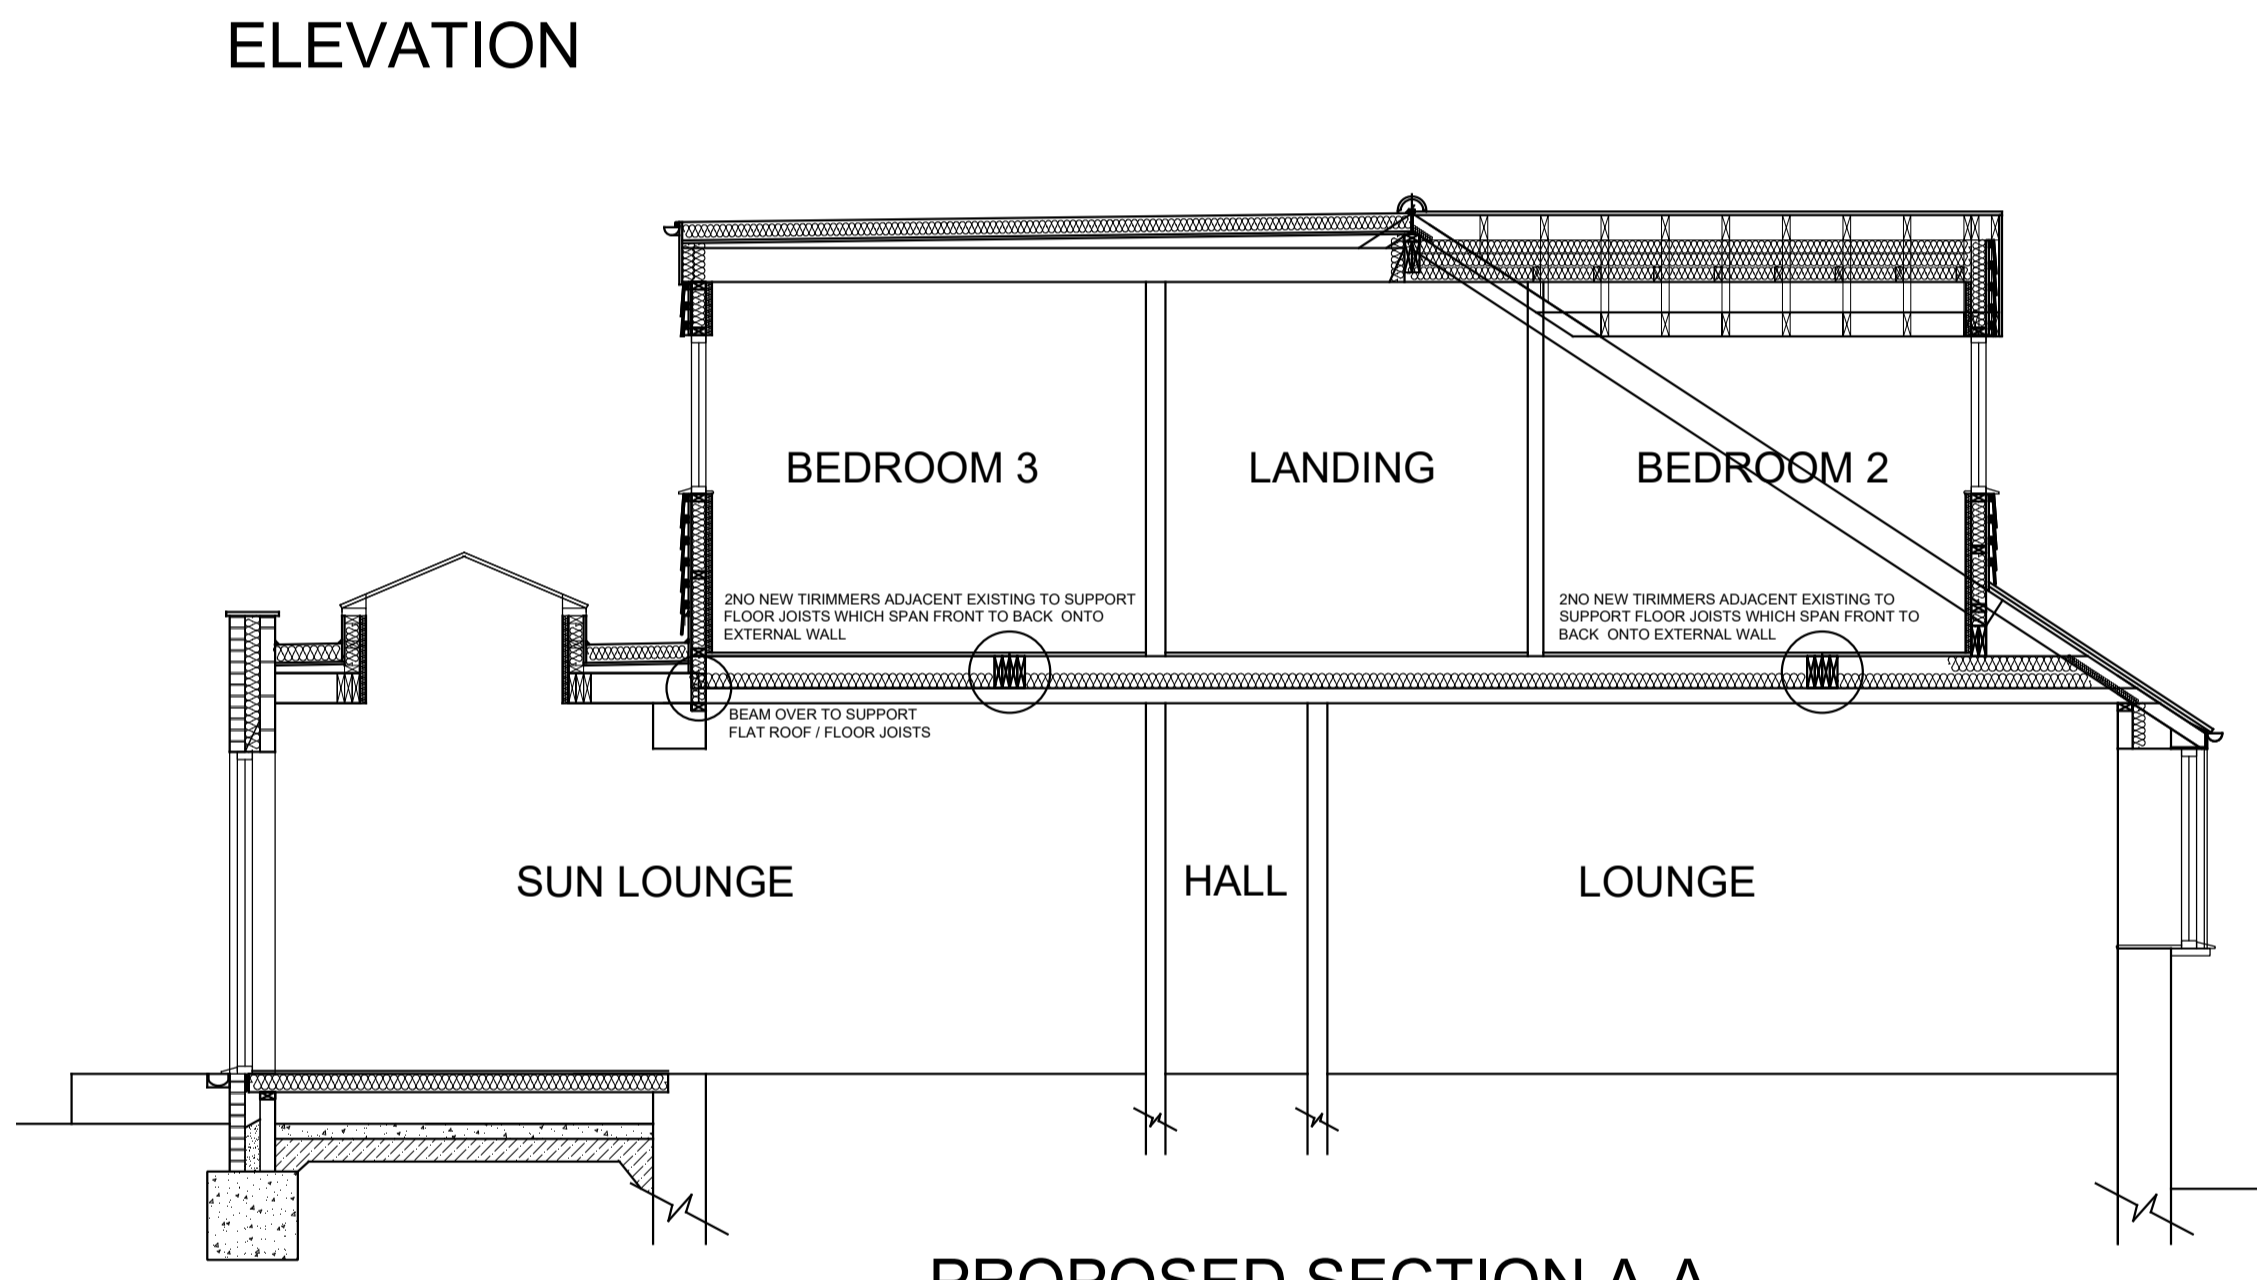 ELEVATION
BEDROOM 3
LANDING
BEDROOM 2
2NO NEW TIRIMMERS ADJACENT EXISTING TO SUPPORT
FLOOR JOISTS WHICH SPAN FRONT TO BACK ONTO
EXTERNAL WALL
2NO NEW TIRIMMERS ADJACENT EXISTING TO
SUPPORT FLOOR JOISTS WHICH SPAN FRONT TO
BACK ONTO EXTERNAL WALL
BEAM OVER TO SUPPORT
FLAT ROOF / FLOOR JOISTS
SUN LOUNGE
HALL
LOUNGE
PROPOSED SECTION A-A